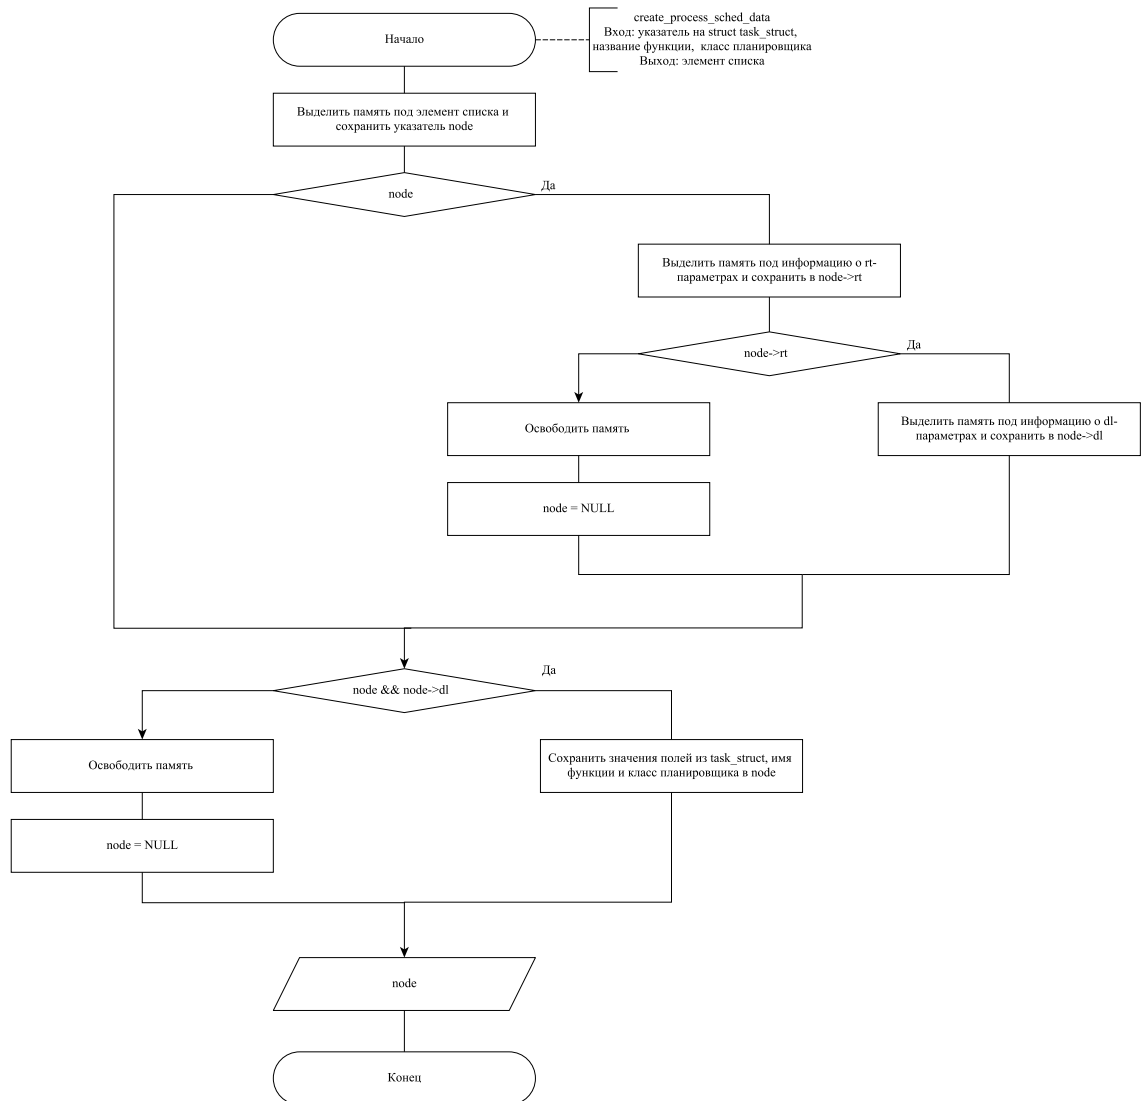 Начало
create_process_sched_data
Вход: указатель на struct task_struct,
название функции, класс планировщика
Выход: элемент списка
Выделить память под элемент списка и
сохранить указатель node
node
Да
Выделить память под информацию о rt-
параметрах и сохранить в node->rt
node->rt
Да
Освободить память
Выделить память под информацию о dl-
параметрах и сохранить в node->dl
node = NULL
node && node->dl
Да
Освободить память
Сохранить значения полей из task_struct, имя
функции и класс планировщика в node
node = NULL
node
Конец